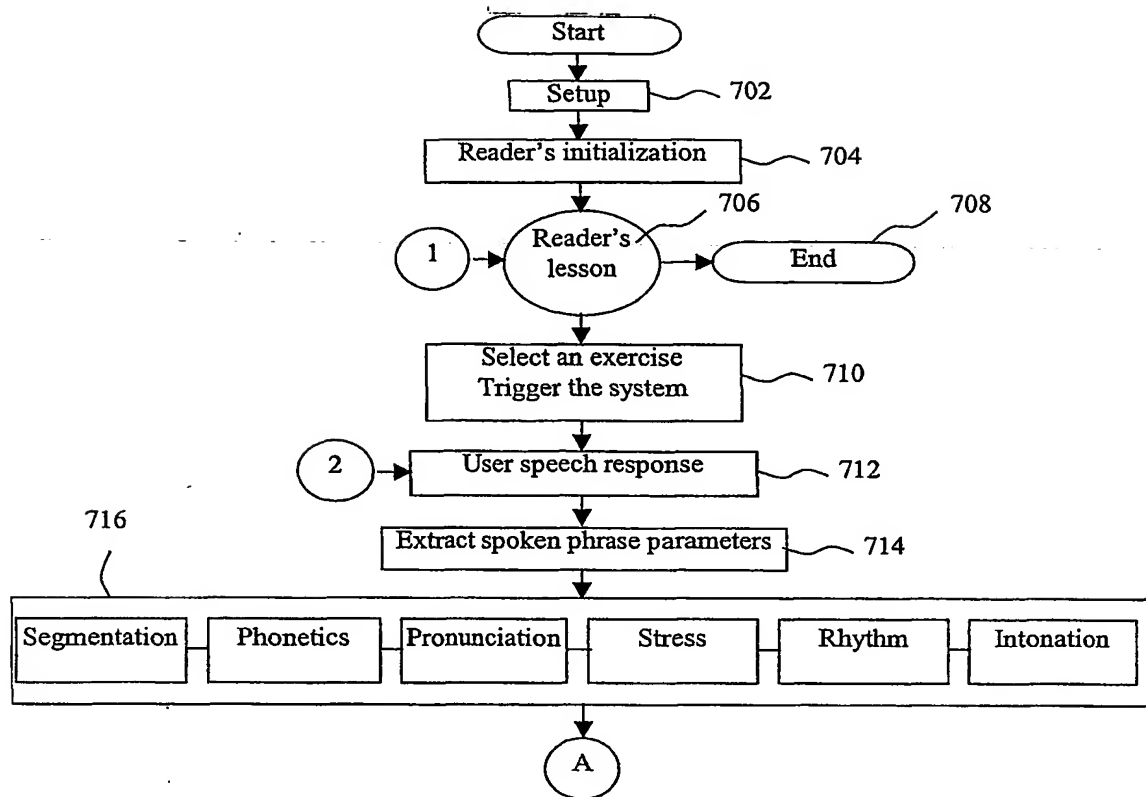 Start
Setup
702
Reader's initialization
704
706
708
1
Reader's
lesson
End
Select an exercise
Trigger the system
710
2
User speech response
712
716
Extract spoken phrase parameters
714
Segmentation
Phonetics
Pronunciation
Stress
Rhythm
Intonation
A